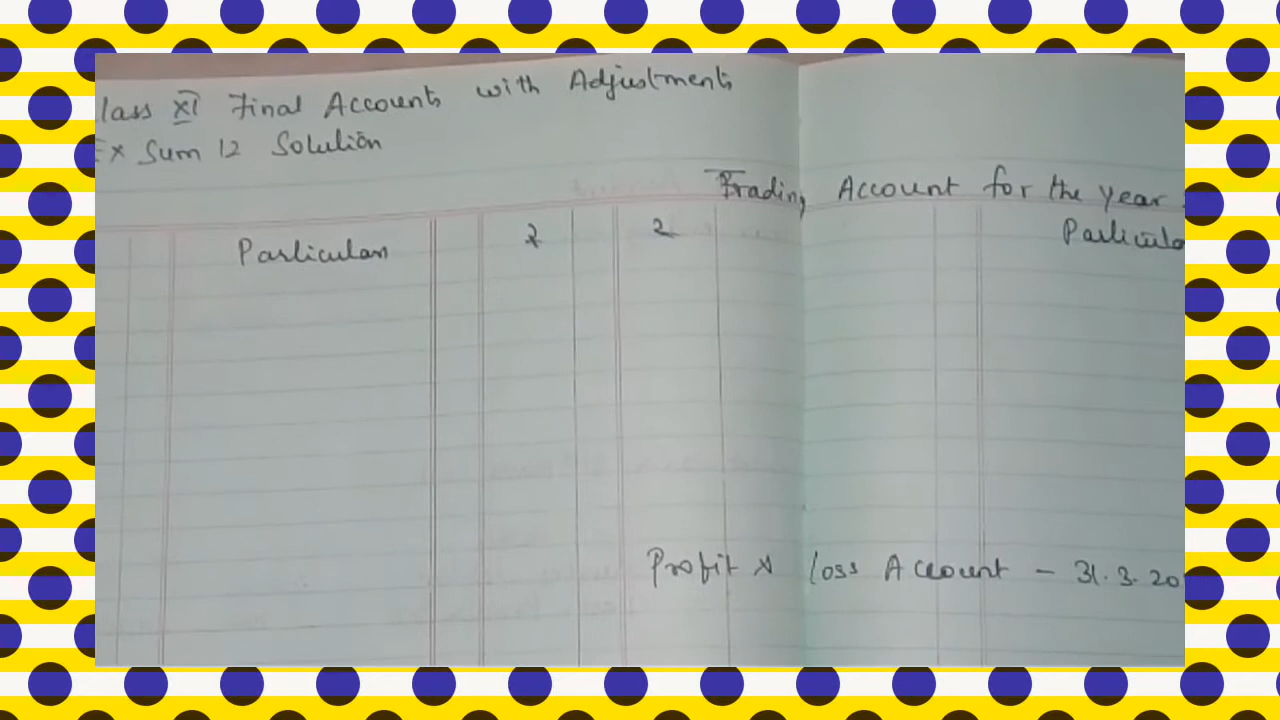 lass XI Final Accounts with Adjustments
Ex Sum 12 Solution
Trading Account for the year
Particulars ₹ ₹ Particula
Profit & Loss Account - 31.3.20